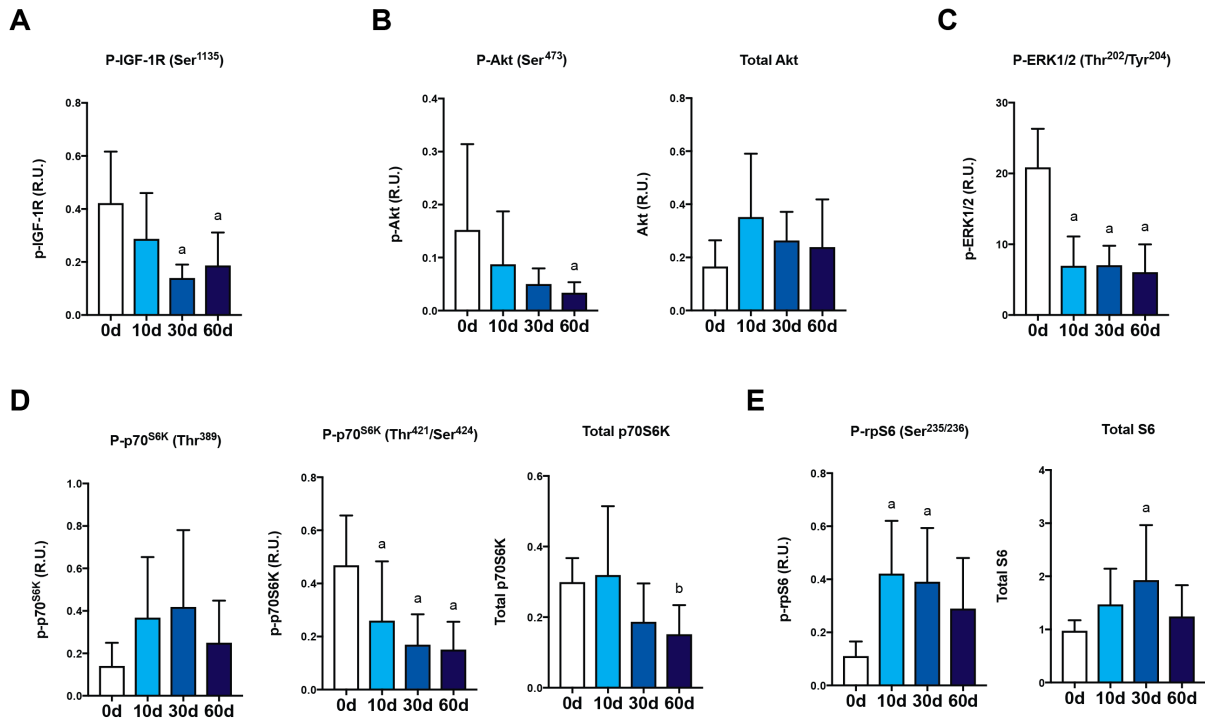 A
B
C
P-IGF-1R (Ser1135)
P-Akt (Ser473)
Total Akt
P-ERK1/2 (Thr202/Tyr204)
p-IGF-1R (R.U.)
0.8
0.6
0.4
0.2
0.0
a
a
0d 10d 30d 60d
p-Akt (R.U.)
0.4
0.3
0.2
0.1
0.0
a
0d 10d 30d 60d
Akt (R.U.)
0.8
0.6
0.4
0.2
0.0
0d 10d 30d 60d
p-ERK1/2 (R.U.)
30
20
10
0
a
a
a
0d 10d 30d 60d
D
E
P-p70S6K (Thr389)
P-p70S6K (Thr421/Ser424)
Total p70S6K
P-rpS6 (Ser235/236)
Total S6
p-p70S6K (R.U.)
1.0
0.8
0.6
0.4
0.2
0.0
0d 10d 30d 60d
p-p70S6K (R.U.)
0.8
0.6
0.4
0.2
0.0
a
a
a
0d 10d 30d 60d
Total p70S6K
0.6
0.4
0.2
0.0
b
0d 10d 30d 60d
p-rpS6 (R.U.)
0.8
0.6
0.4
0.2
0.0
a
a
0d 10d 30d 60d
Total S6
4
3
2
1
0
a
0d 10d 30d 60d